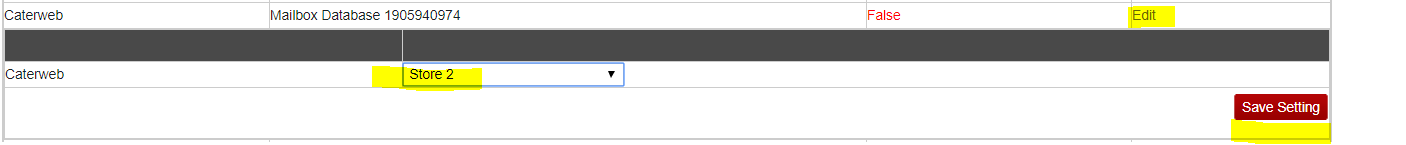 Caterweb Mailbox Database 1905940974 False Edit
Caterweb Store 2
Save Setting